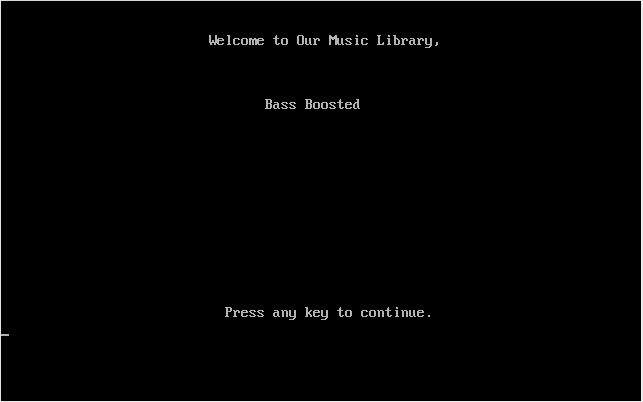 Welcome to Our Music Library,
Bass Boosted
Press any key to continue.